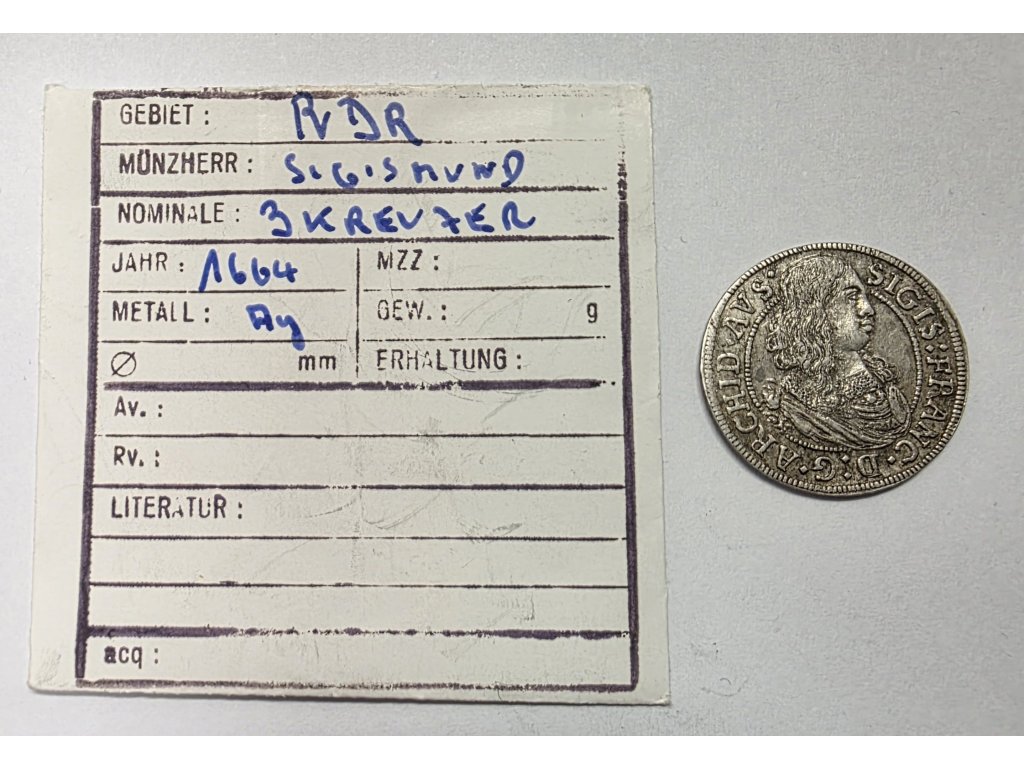 GEBIET : RDR
MÜNZHERR : SIGISMUND
NOMINALE : 3 KREUZER
JAHR : 1664 MZZ :
METALL : Ag GEW. : g
Ø mm ERHALTUNG :
Av. :
Rv. :
LITERATUR :
acq :
SIGIS:FRANC·D:G·ARCHID·AVS: